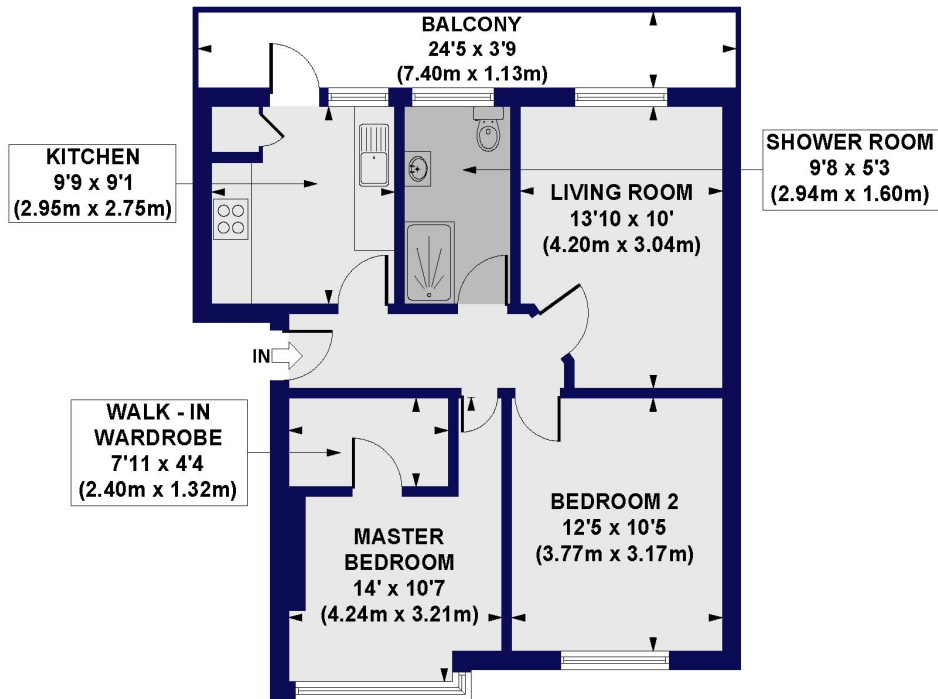 BALCONY
24'5 x 3'9
(7.40m x 1.13m)
KITCHEN
9'9 x 9'1
(2.95m x 2.75m)
SHOWER ROOM
9'8 x 5'3
(2.94m x 1.60m)
LIVING ROOM
13'10 x 10'
(4.20m x 3.04m)
IN
WALK - IN
WARDROBE
7'11 x 4'4
(2.40m x 1.32m)
MASTER
BEDROOM
14' x 10'7
(4.24m x 3.21m)
BEDROOM 2
12'5 x 10'5
(3.77m x 3.17m)